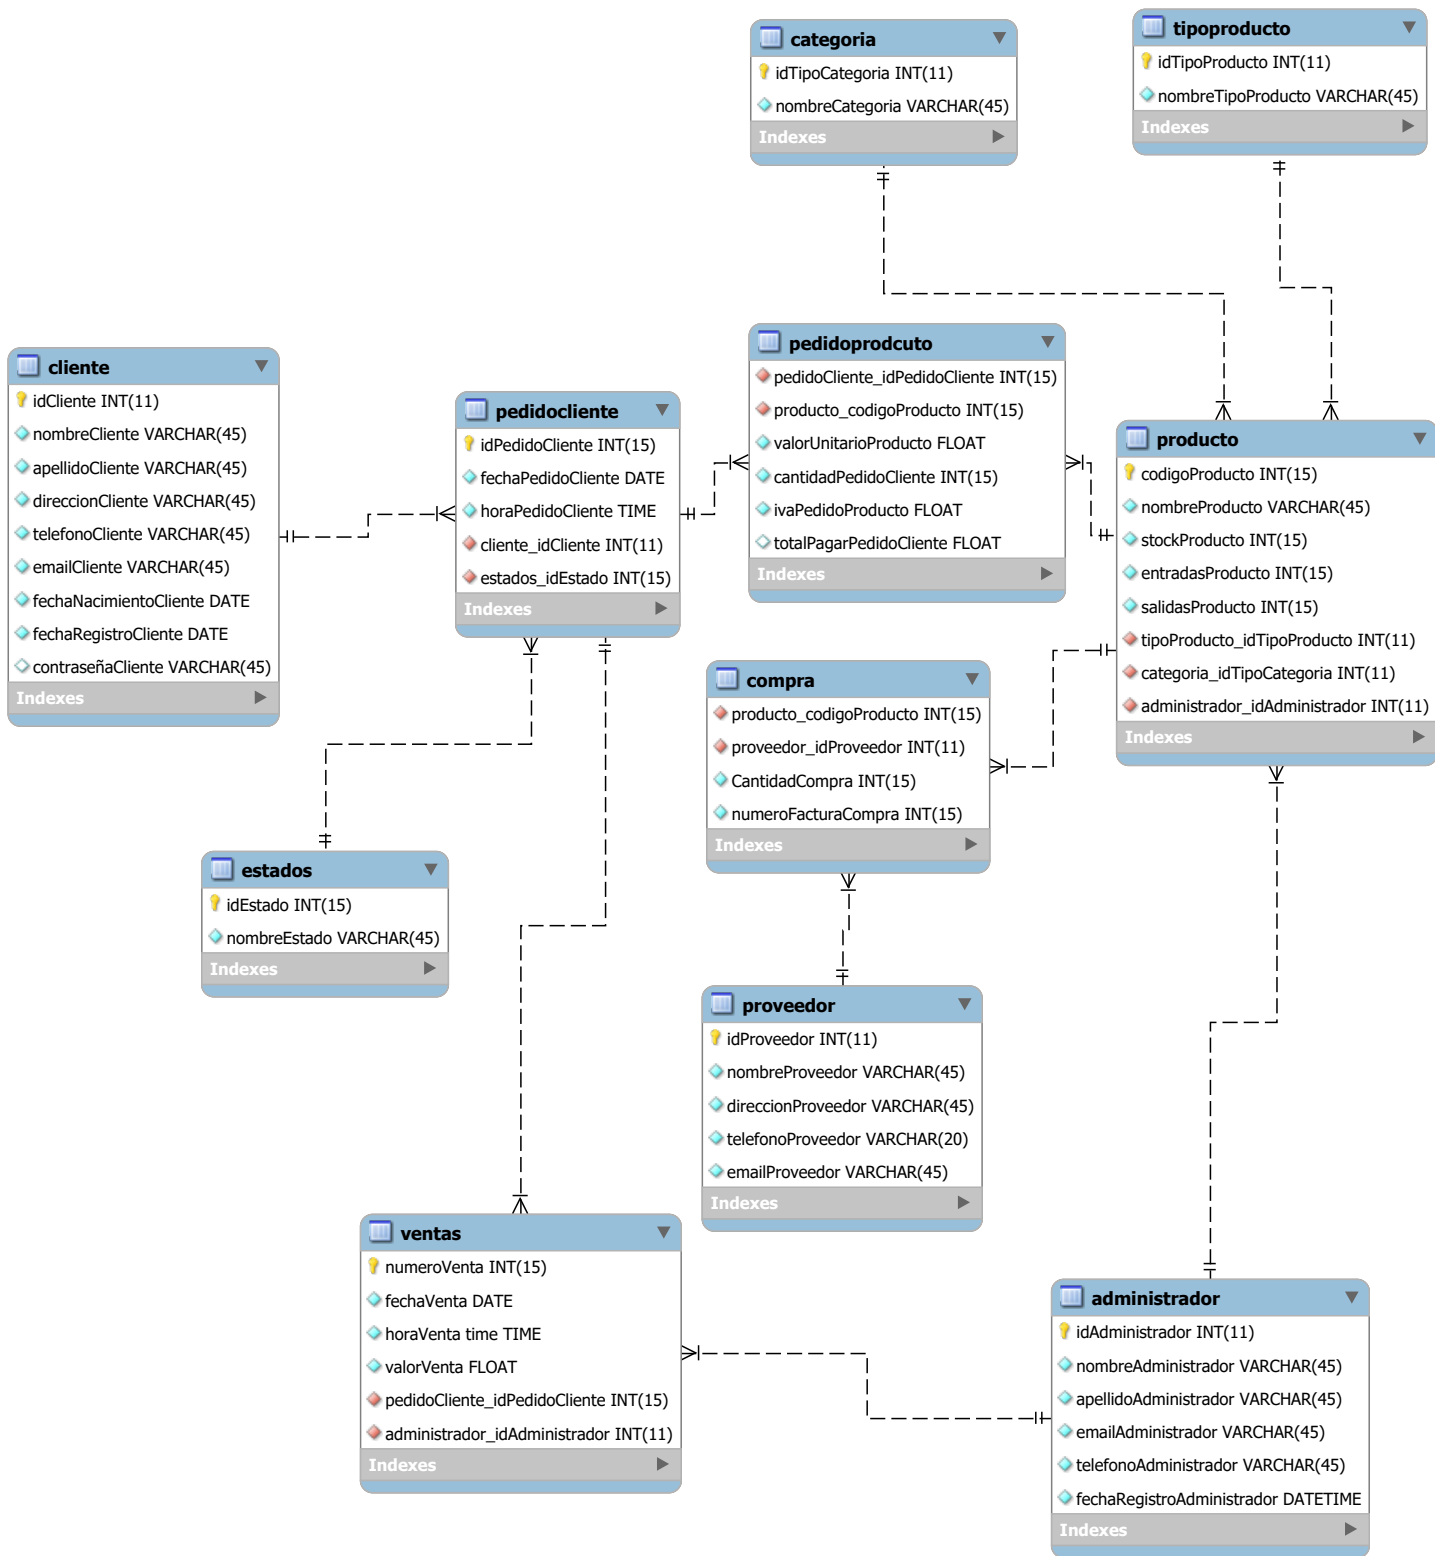 categoria
idTipoCategoria INT(11)
nombreCategoria VARCHAR(45)
Indexes
tipoproducto
idTipoProducto INT(11)
nombreTipoProducto VARCHAR(45)
Indexes
cliente
idCliente INT(11)
nombreCliente VARCHAR(45)
apellidoCliente VARCHAR(45)
direccionCliente VARCHAR(45)
telefonoCliente VARCHAR(45)
emailCliente VARCHAR(45)
fechaNacimientoCliente DATE
fechaRegistroCliente DATE
contraseñaCliente VARCHAR(45)
Indexes
pedidocliente
idPedidoCliente INT(15)
fechaPedidoCliente DATE
horaPedidoCliente TIME
cliente_idCliente INT(11)
estados_idEstado INT(15)
Indexes
pedidoprodcuto
pedidoCliente_idPedidoCliente INT(15)
producto_codigoProducto INT(15)
valorUnitarioProducto FLOAT
cantidadPedidoCliente INT(15)
ivaPedidoProducto FLOAT
totalPagarPedidoCliente FLOAT
Indexes
producto
codigoProducto INT(15)
nombreProducto VARCHAR(45)
stockProducto INT(15)
entradasProducto INT(15)
salidasProducto INT(15)
tipoProducto_idTipoProducto INT(11)
categoria_idTipoCategoria INT(11)
administrador_idAdministrador INT(11)
Indexes
compra
producto_codigoProducto INT(15)
proveedor_idProveedor INT(11)
CantidadCompra INT(15)
numeroFacturaCompra INT(15)
Indexes
estados
idEstado INT(15)
nombreEstado VARCHAR(45)
Indexes
proveedor
idProveedor INT(11)
nombreProveedor VARCHAR(45)
direccionProveedor VARCHAR(45)
telefonoProveedor VARCHAR(20)
emailProveedor VARCHAR(45)
Indexes
ventas
numeroVenta INT(15)
fechaVenta DATE
horaVenta time TIME
valorVenta FLOAT
pedidoCliente_idPedidoCliente INT(15)
administrador_idAdministrador INT(11)
Indexes
administrador
idAdministrador INT(11)
nombreAdministrador VARCHAR(45)
apellidoAdministrador VARCHAR(45)
emailAdministrador VARCHAR(45)
telefonoAdministrador VARCHAR(45)
fechaRegistroAdministrador DATETIME
Indexes